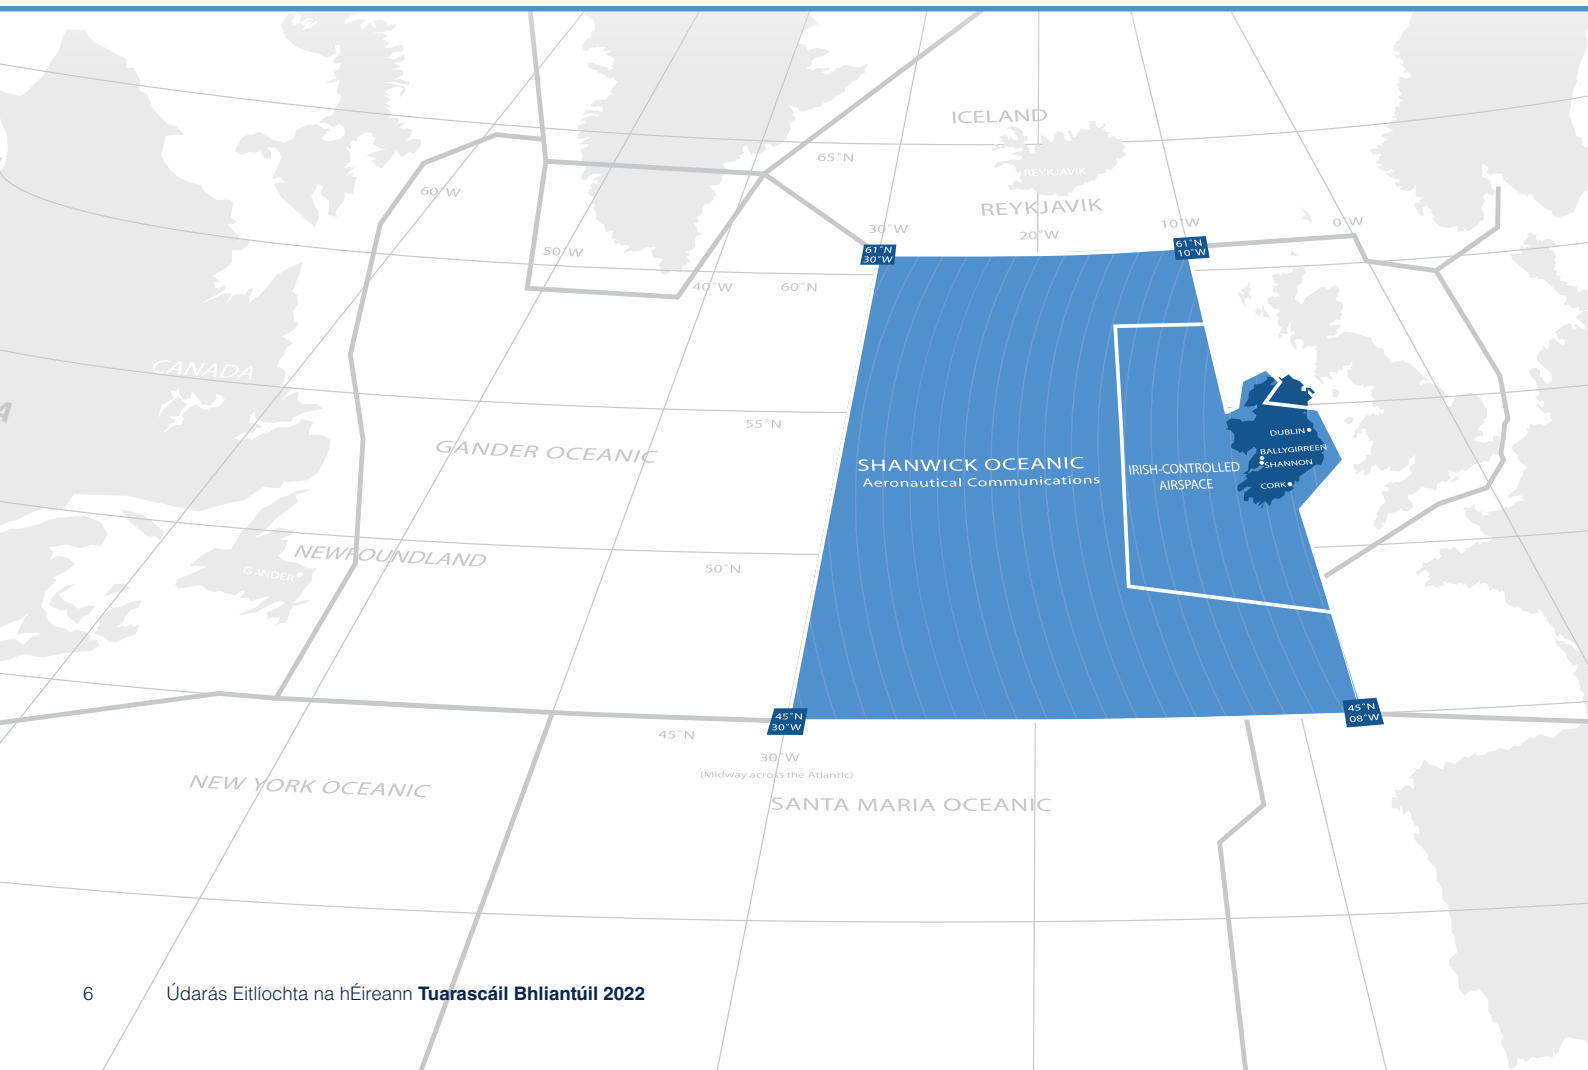 ICELAND
65°N
REYKJAVIK
60°W
REYKJAVIK
30°W
10°W
0°W
20°W
50°W
61°N
30°W
61°N
10°W
40°W
60°N
CANADA
A
55°N
GANDER OCEANIC
SHANWICK OCEANIC
Aeronautical Communications
IRISH-CONTROLLED
AIRSPACE
DUBLIN
BALLYGIRREEN
SHANNON
CORK
NEWFOUNDLAND
GANDER
50°N
45°N
30°W
45°N
08°W
45°N
30°W
(Midway across the Atlantic)
NEW YORK OCEANIC
SANTA MARIA OCEANIC
6 Údarás Eitlíochta na hÉireann Tuarascáil Bhliantúil 2022